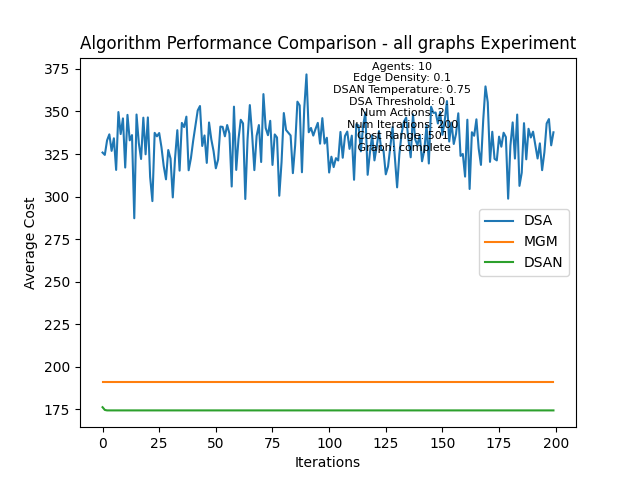 Algorithm Performance Comparison - all graphs Experiment
375
350
325
300
275
250
225
200
175
Average Cost
Agents: 10
Edge Density: 0.1
DSAN Temperature: 0.75
DSA Threshold: 0.1
Num Actions: 2
Num Iterations: 200
Cost Range: 501
Graph: complete
DSA
MGM
DSAN
0
25
50
75
100
125
150
175
200
Iterations